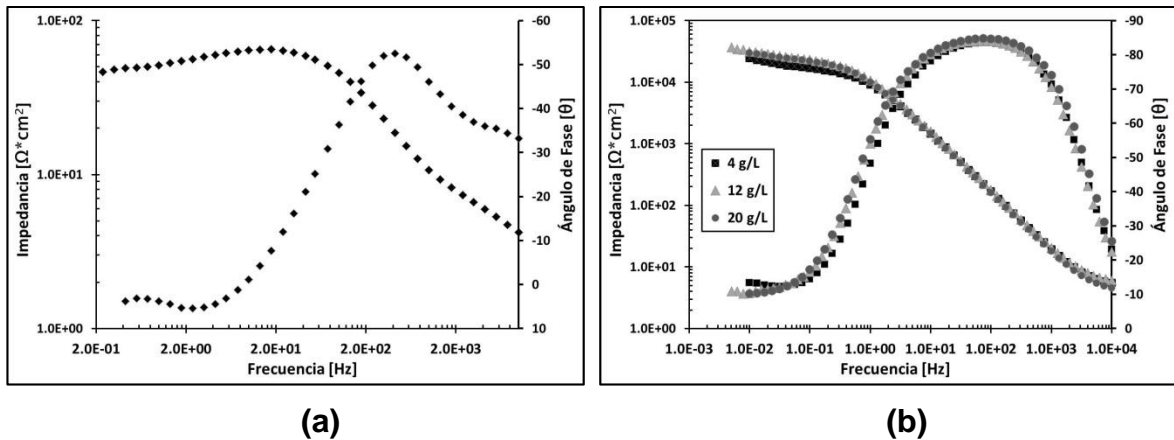 1.0E+02
1.0E+01
1.0E+00
Impedancia [Ω*cm2]
-60
-50
-40
-30
-20
-10
0
10
Ángulo de Fase [θ]
2.0E-01 2.0E+00 2.0E+01 2.0E+02 2.0E+03
Frecuencia [Hz]
(a)
1.0E+05
1.0E+04
1.0E+03
1.0E+02
1.0E+01
1.0E+00
Impedancia [Ω*cm2]
4 g/L
12 g/L
20 g/L
-90
-80
-70
-60
-50
-40
-30
-20
-10
0
Ángulo de Fase [θ]
1.0E-03 1.0E-02 1.0E-01 1.0E+00 1.0E+01 1.0E+02 1.0E+03 1.0E+04
Frecuencia [Hz]
(b)